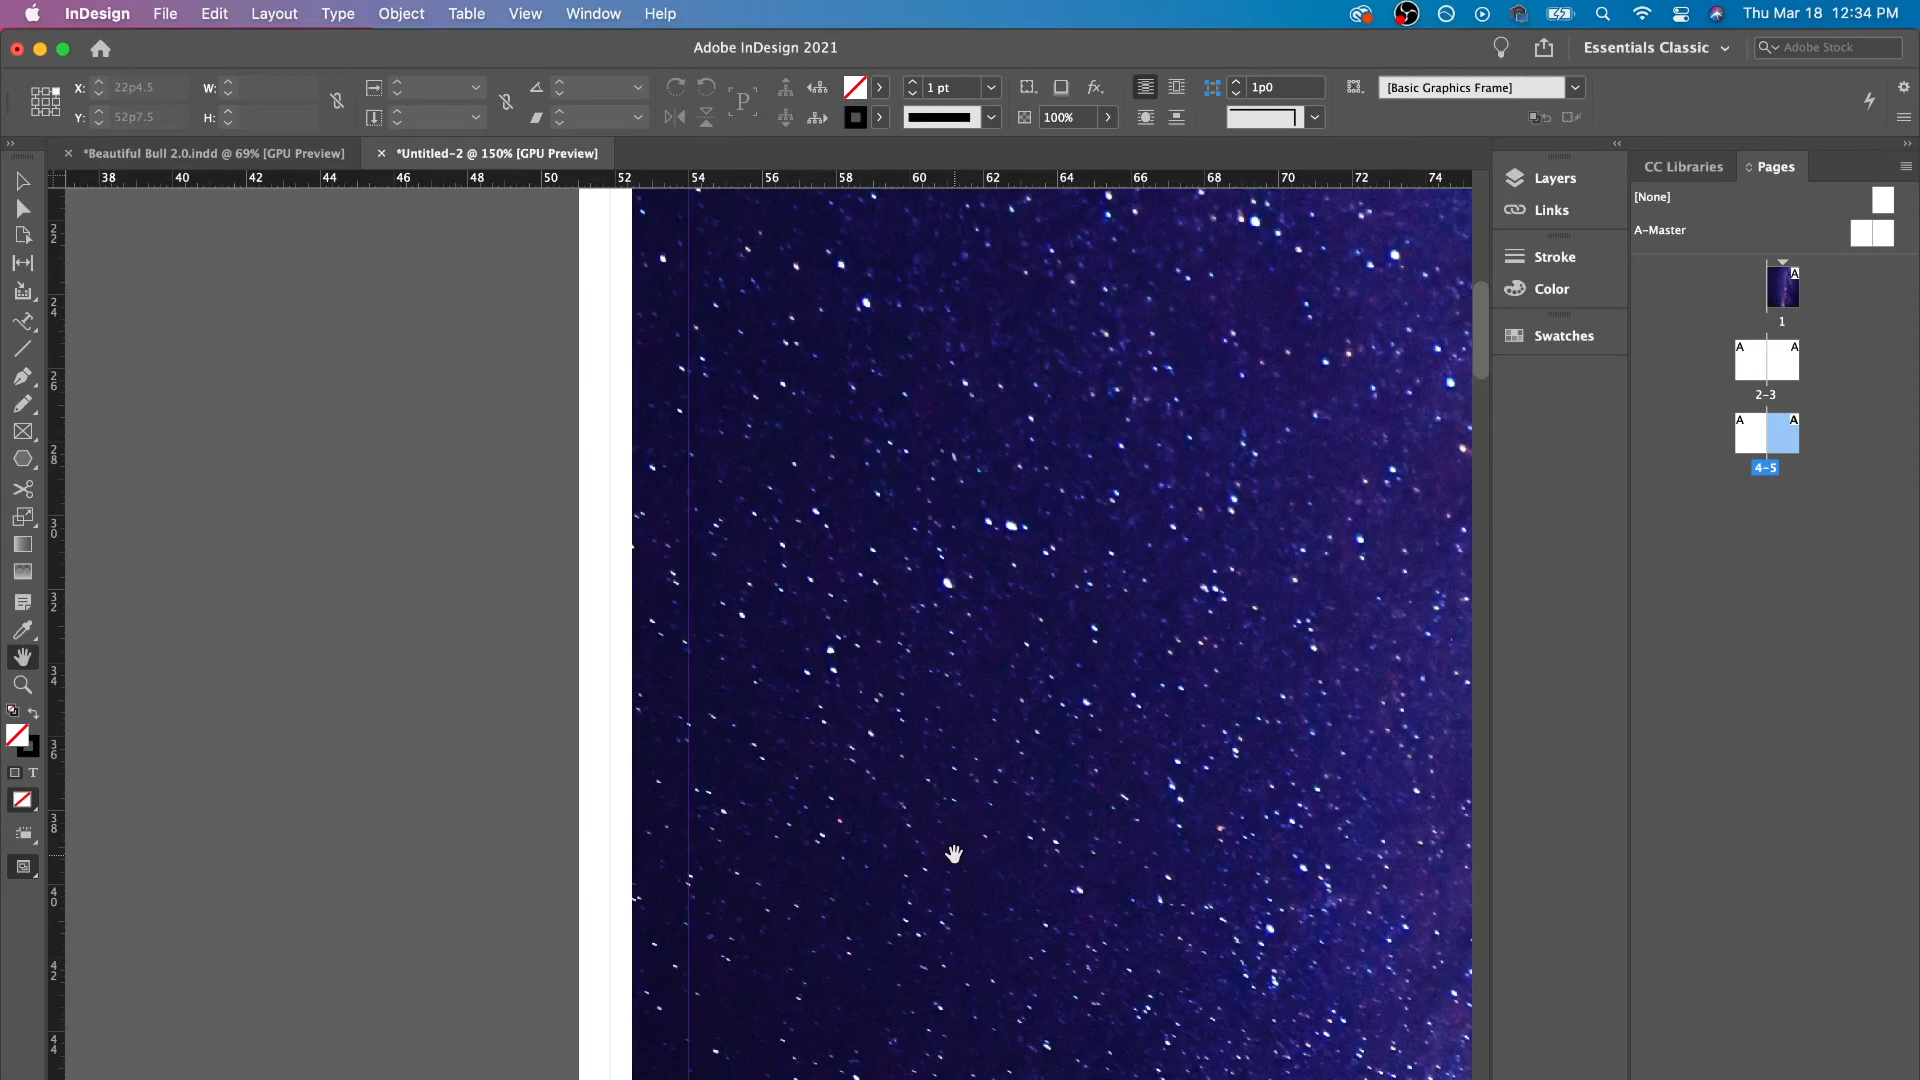 InDesign File Edit Layout Type Object Table View Window Help Thu Mar 18 12:34 PM
Adobe InDesign 2021 Essentials Classic Adobe Stock
X: 22p4.5 W: 1 pt fx. 1p0 [Basic Graphics Frame]
Y: 52p7.5 H: P 100%
*Beautiful Bull 2.0.indd @ 69% [GPU Preview] *Untitled-2 @ 150% [GPU Preview]
CC Libraries Pages
38 40 42 44 46 48 50 52 54 56 58 60 62 64 66 68 70 72 74
22
24
26
28
30
32
34
36
38
40
42
44
T
Layers
Links
Stroke
Color
Swatches
[None]
A-Master
A
1
A A
2-3
A A
4-5